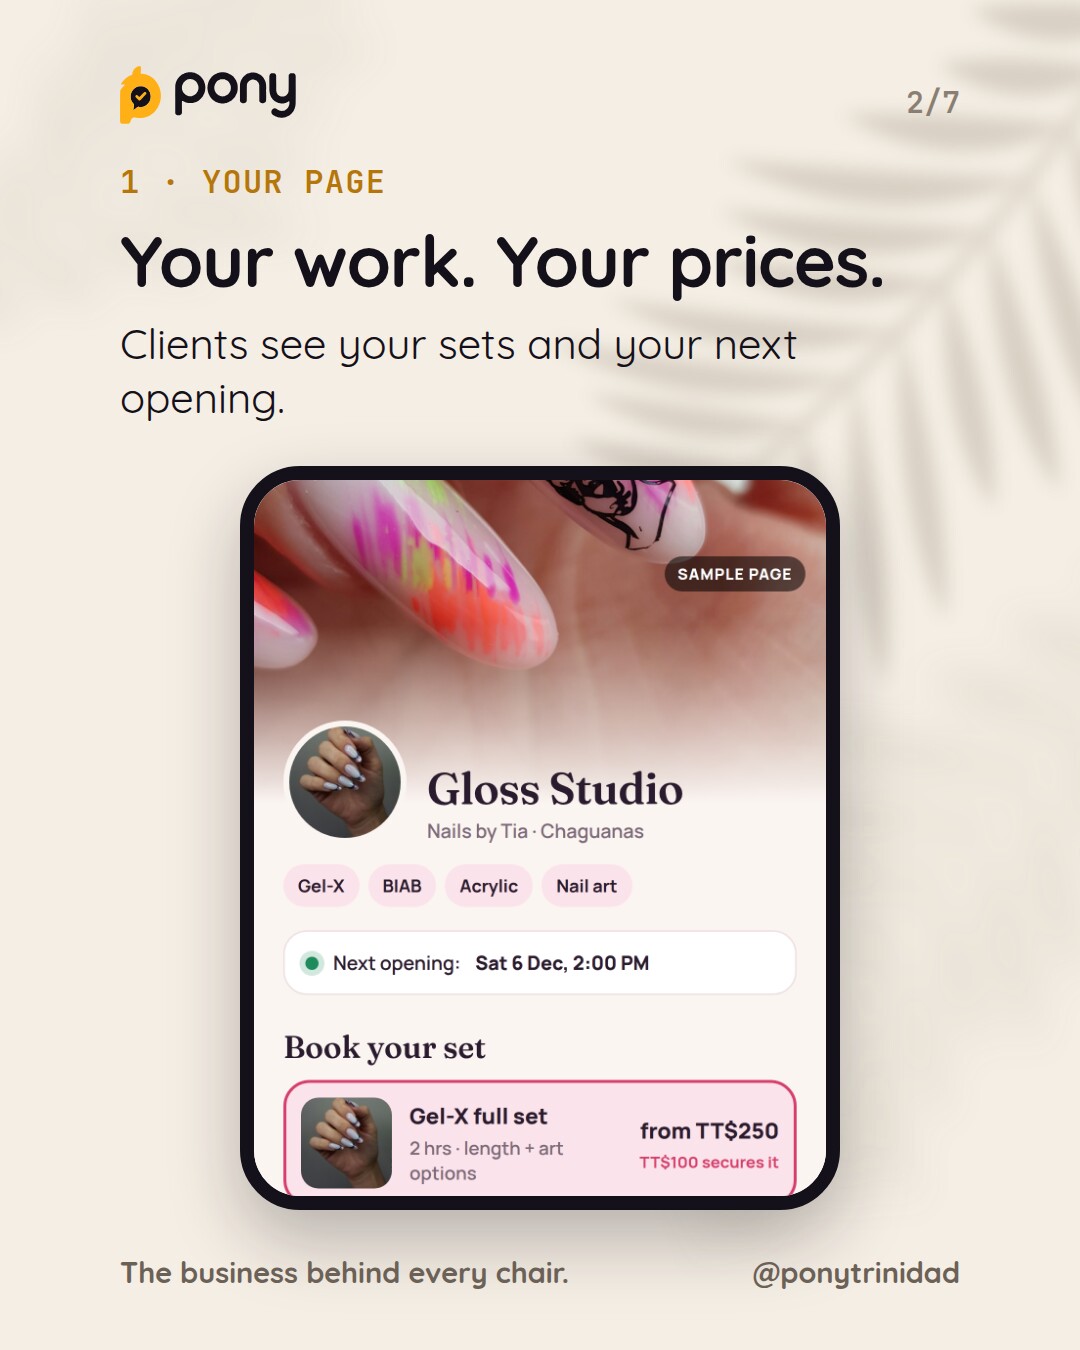 pony
2/7
1 · YOUR PAGE
Your work. Your prices.
Clients see your sets and your next
opening.
SAMPLE PAGE
Gloss Studio
Nails by Tia · Chaguanas
Gel-X BIAB Acrylic Nail art
Next opening: Sat 6 Dec, 2:00 PM
Book your set
Gel-X full set
2 hrs · length + art
options
from TT$250
TT$100 secures it
The business behind every chair.
@ponytrinidad